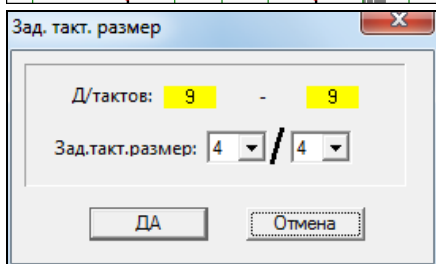 Зад. такт. размер
Д/тактов: 9 - 9
Зад.такт.размер: 4 / 4
ДА Отмена